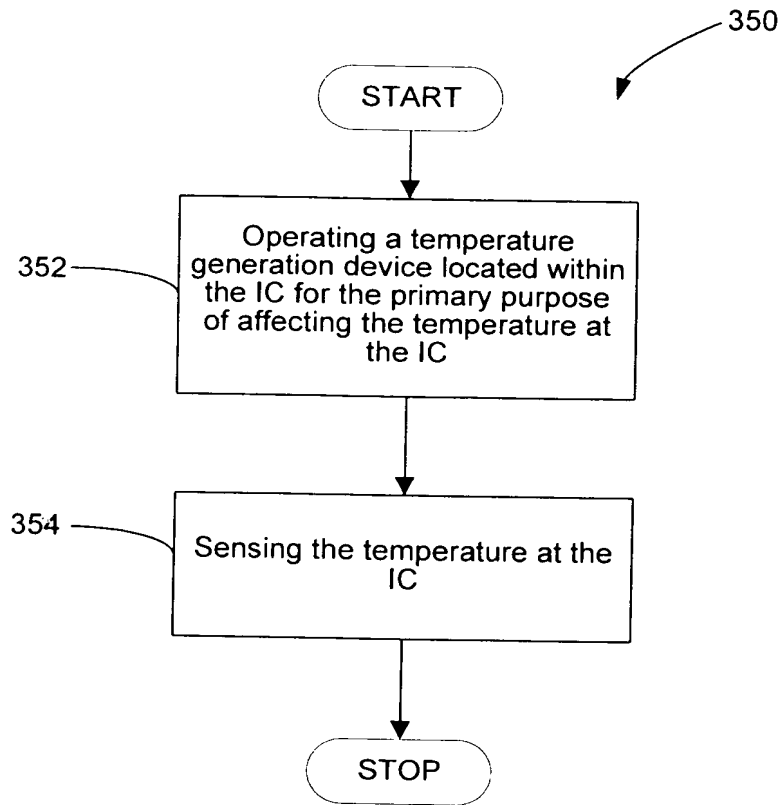 350
START
352
Operating a temperature
generation device located within
the IC for the primary purpose
of affecting the temperature at
the IC
354
Sensing the temperature at the
IC
STOP